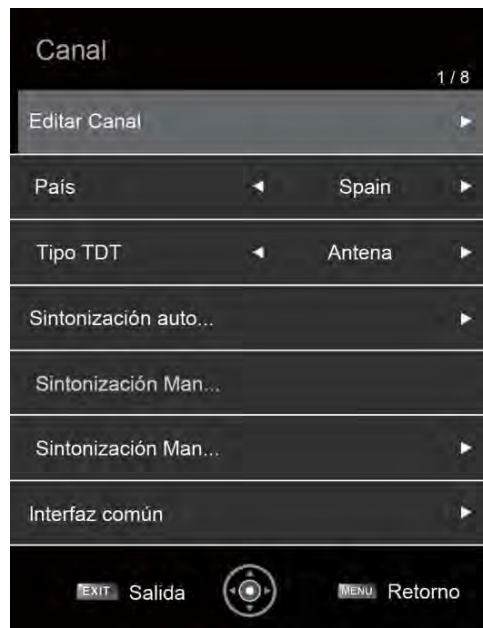 Canal
1 / 8
Editar Canal
País Spain
Tipo TDT Antena
Sintonización auto...
Sintonización Man...
Sintonización Man...
Interfaz común
EXIT Salida MENU Retorno